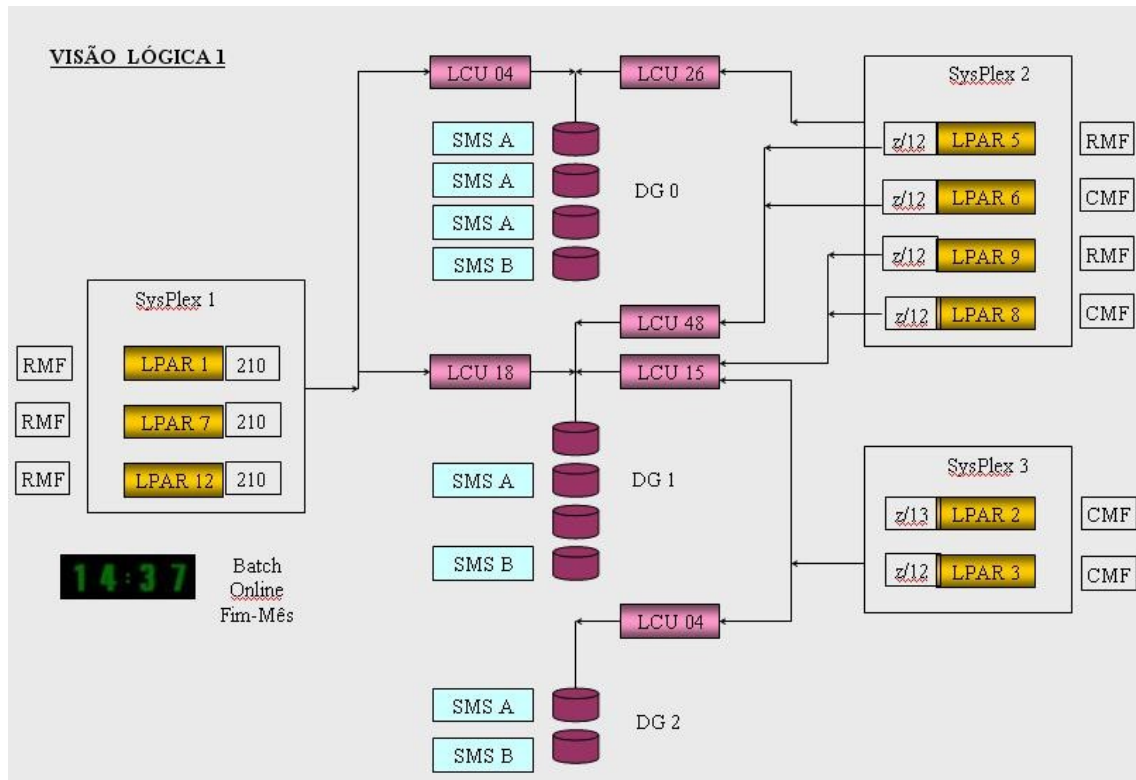 VISÃO LÓGICA 1
LCU 04
LCU 26
SysPlex 2
SMS A
SMS A
SMS A
SMS B
DG 0
z/12 LPAR 5 RMF
z/12 LPAR 6 CMF
z/12 LPAR 9 RMF
z/12 LPAR 8 CMF
SysPlex 1
RMF LPAR 1 210
RMF LPAR 7 210
RMF LPAR 12 210
LCU 48
LCU 18
LCU 15
SMS A
DG 1
SMS B
SysPlex 3
z/13 LPAR 2 CMF
z/12 LPAR 3 CMF
14:37
Batch
Online
Fim-Mês
LCU 04
SMS A
DG 2
SMS B